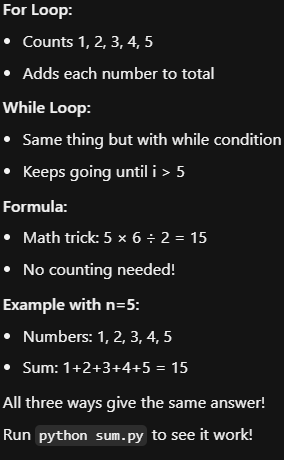 For Loop:
• Counts 1, 2, 3, 4, 5
• Adds each number to total
While Loop:
• Same thing but with while condition
• Keeps going until i > 5
Formula:
• Math trick: 5 × 6 ÷ 2 = 15
• No counting needed!
Example with n=5:
• Numbers: 1, 2, 3, 4, 5
• Sum: 1+2+3+4+5 = 15
All three ways give the same answer!
Run python sum.py to see it work!